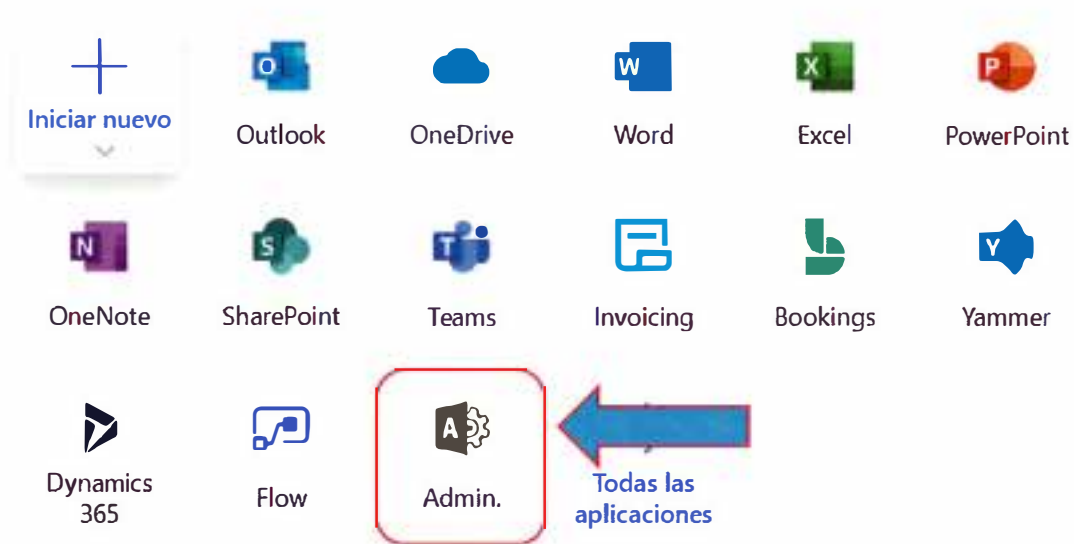 Iniciar nuevo
Outlook
OneDrive
Word
Excel
PowerPoint
OneNote
SharePoint
Teams
Invoicing
Bookings
Yammer
Dynamics
365
Flow
Admin.
Todas las
aplicaciones